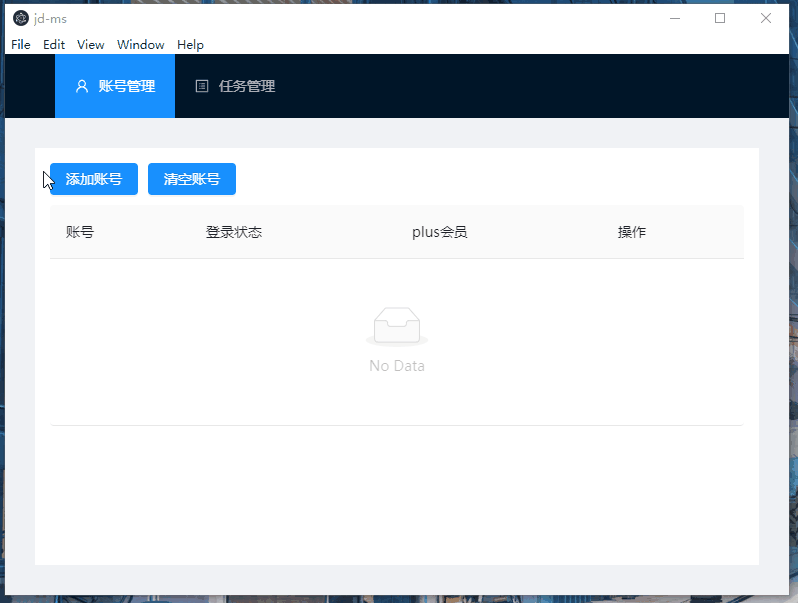 jd-ms
File Edit View Window Help
账号管理 任务管理
添加账号 清空账号
账号 登录状态 plus会员 操作
No Data